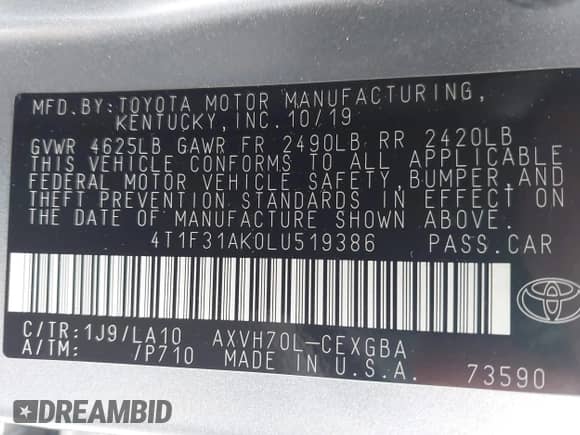 MFD.BY:TOYOTA MOTOR MANUFACTURING,
KENTUCKY, INC. 10/19
GVWR 4625LB GAWR FR 2490LB RR 2420LB
THIS VEHICLE CONFORMS TO ALL APPLICABLE
FEDERAL MOTOR VEHICLE SAFETY,BUMPER,AND
THEFT PREVENTION STANDARDS IN EFFECT ON
THE DATE OF MANUFACTURE SHOWN ABOVE.
4T1F31AK0LU519386 PASS.CAR
C/TR:1J9/LA10 AXVH70L-CEXGBA
A/TM: /P710 MADE IN U.S.A. 73590
DREAMBID